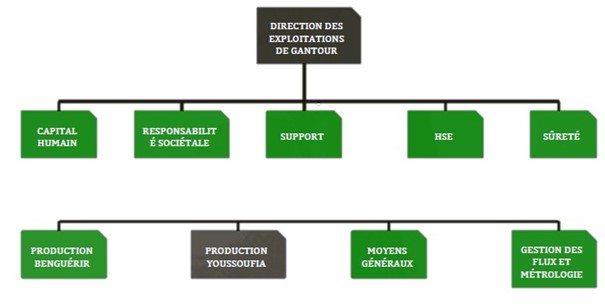 DIRECTION DES
EXPLOITATIONS
DE GANTOUR
CAPITAL
HUMAIN
RESPONSABILIT
É SOCIÉTALE
SUPPORT
HSE
SÛRETÉ
PRODUCTION
BENGUÉRIR
PRODUCTION
YOUSSOUFIA
MOYENS
GÉNÉRAUX
GESTION DES
FLUX ET
MÉTROLOGIE